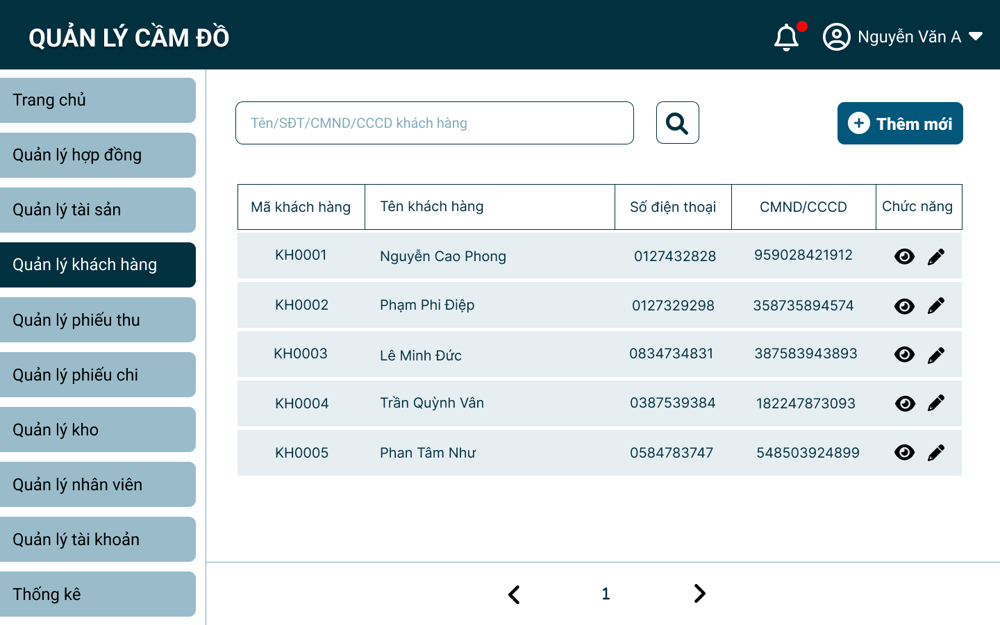 QUẢN LÝ CẦM ĐỒ
Nguyễn Văn A
Trang chủ
Quản lý hợp đồng
Quản lý tài sản
Quản lý khách hàng
Quản lý phiếu thu
Quản lý phiếu chi
Quản lý kho
Quản lý nhân viên
Quản lý tài khoản
Thống kê
Tên/SĐT/CMND/CCCD khách hàng
Thêm mới
Mã khách hàng Tên khách hàng Số điện thoại CMND/CCCD Chức năng
KH0001 Nguyễn Cao Phong 0127432828 959028421912
KH0002 Phạm Phi Điệp 0127329298 358735894574
KH0003 Lê Minh Đức 0834734831 387583943893
KH0004 Trần Quỳnh Vân 0387539384 182247873093
KH0005 Phan Tâm Như 0584783747 548503924899
1